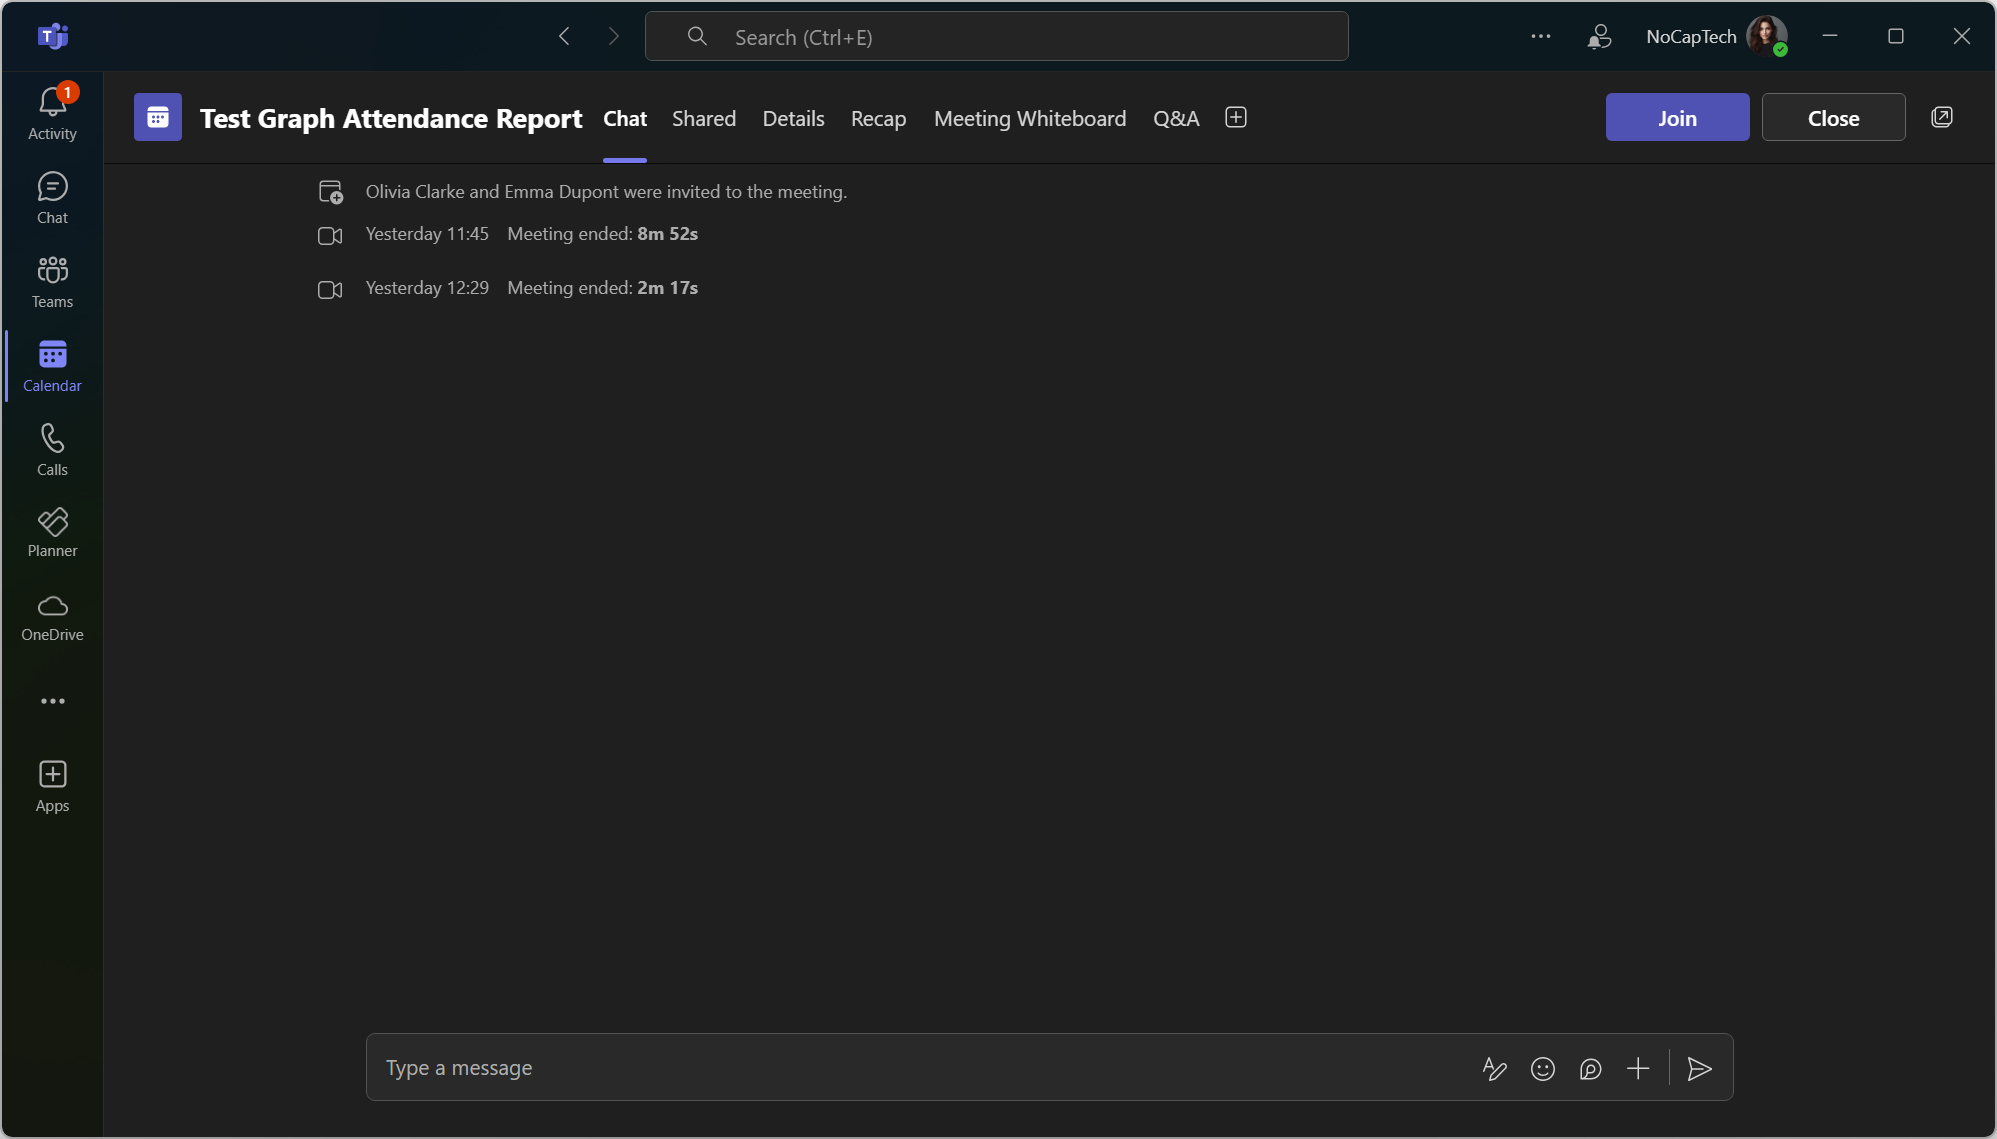 Search (Ctrl+E)
NoCapTech
1
Activity
Chat
Teams
Calendar
Calls
Planner
OneDrive
Apps
Test Graph Attendance Report Chat Shared Details Recap Meeting Whiteboard Q&A Join Close
Olivia Clarke and Emma Dupont were invited to the meeting.
Yesterday 11:45 Meeting ended: 8m 52s
Yesterday 12:29 Meeting ended: 2m 17s
Type a message